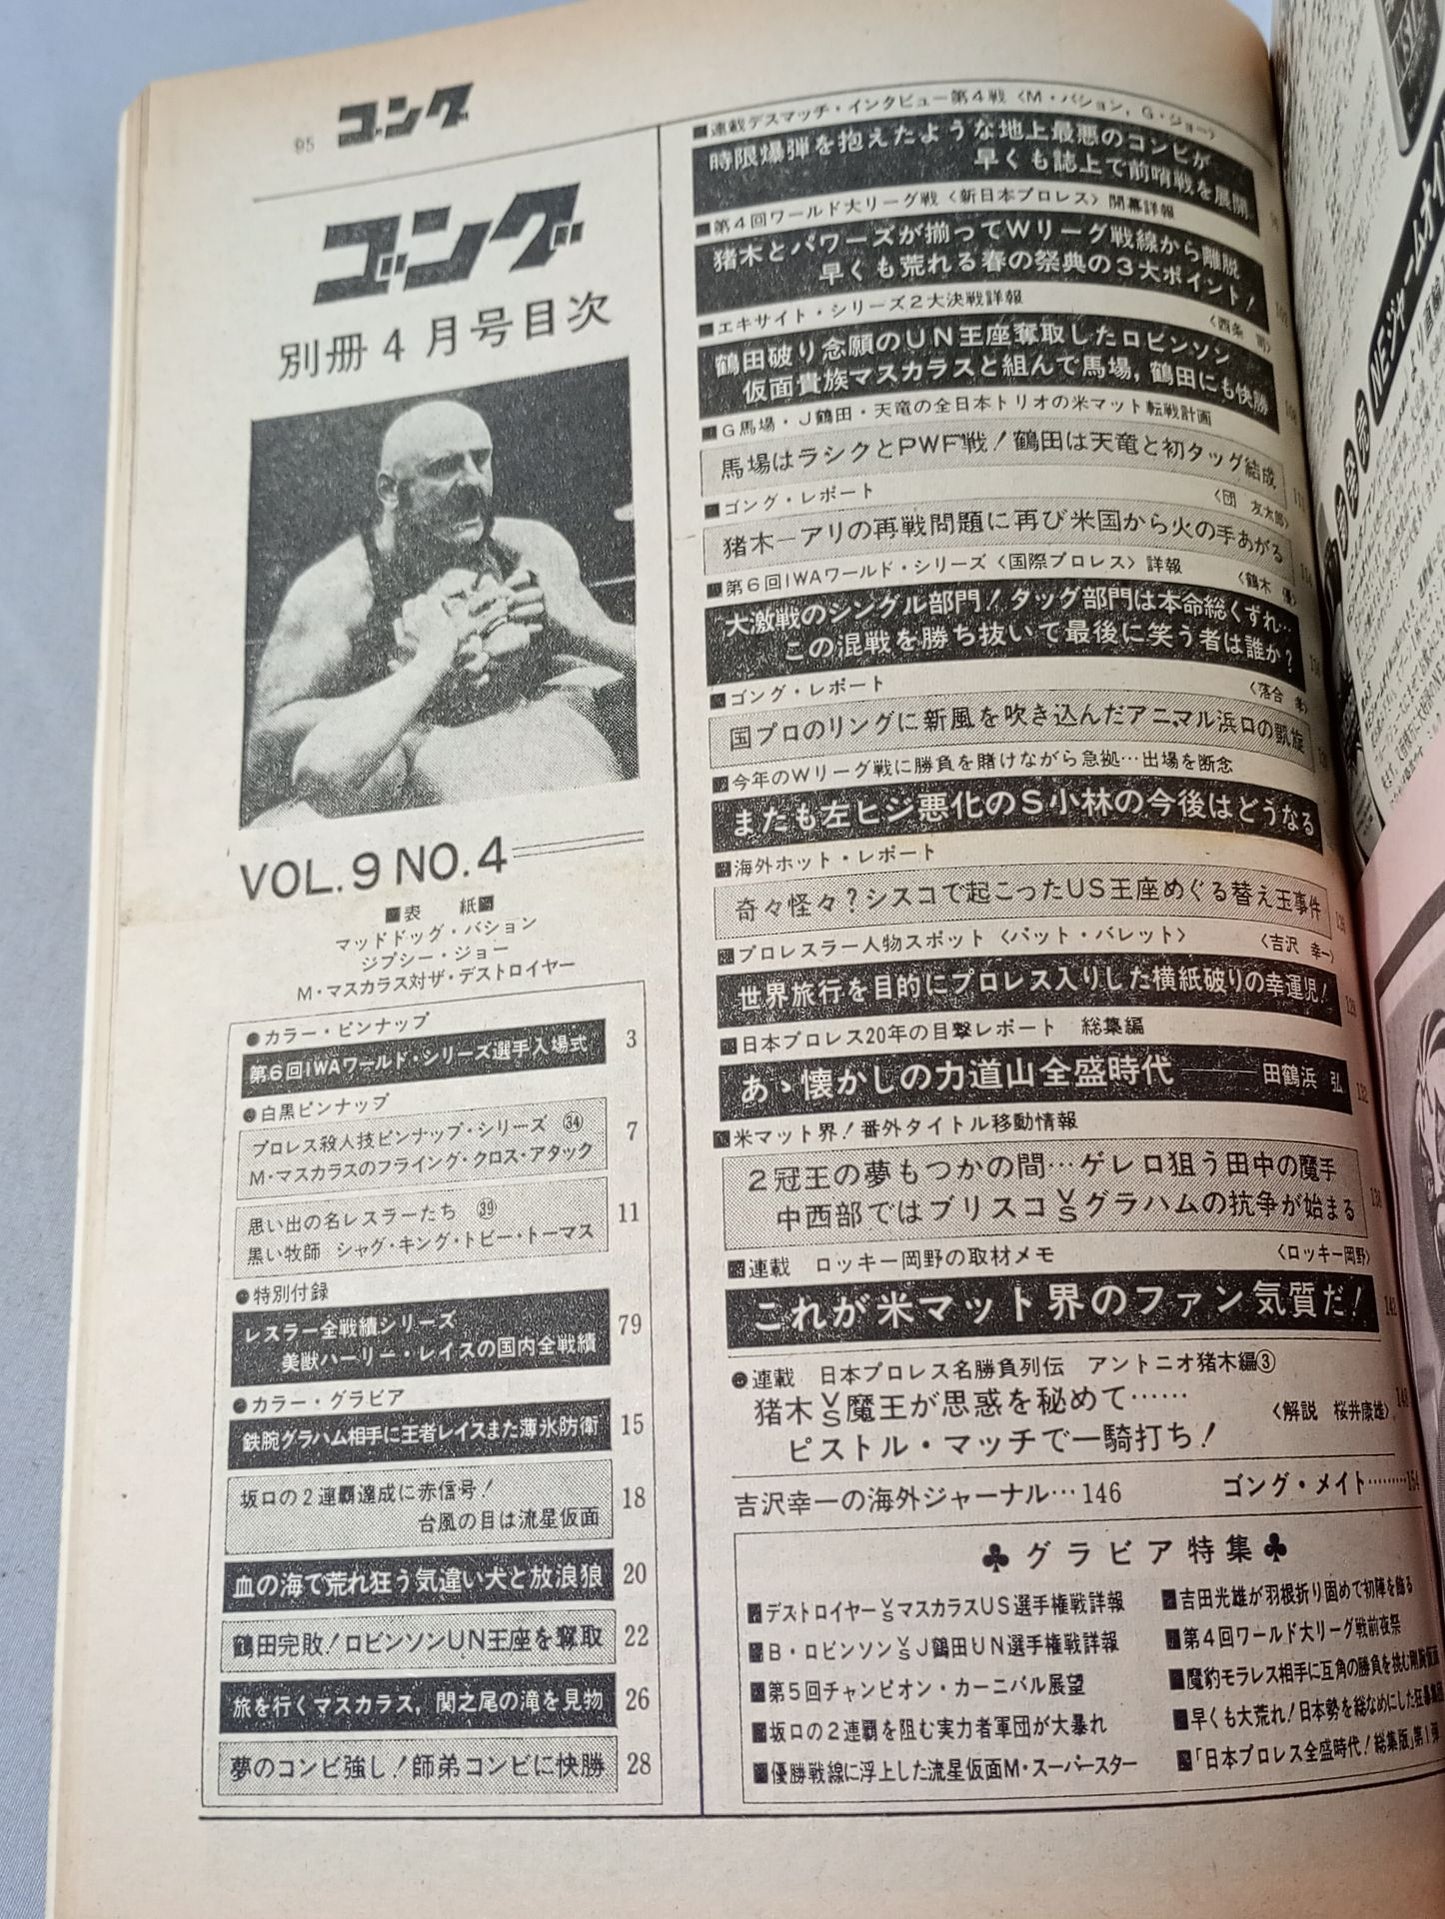 95 ゴング
ゴング
別冊4月号目次
VOL.9 NO.4
■表 紙■
マッドドッグ・バション
ジプシー・ジョー
M・マスカラス対ザ・デストロイヤー
●カラー・ピンナップ
第6回IWAワールド・シリーズ選手入場式 3
●白黒ピンナップ
プロレス殺人技ピンナップ・シリーズ ㉞
M・マスカラスのフライング・クロス・アタック 7
思い出の名レスラーたち ㊴
黒い牧師 シャグ・キング・トビー・トーマス 11
●特別付録
レスラー全戦績シリーズ
美獣ハーリー・レイスの国内全戦績 79
●カラー・グラビア
鉄腕グラハム相手に王者レイスまた薄氷防衛 15
坂口の2連覇達成に赤信号!
台風の目は流星仮面 18
血の海で荒れ狂う気違い犬と放浪狼 20
鶴田完敗!ロビンソンUN王座を奪取 22
旅を行くマスカラス,関之尾の滝を見物 26
夢のコンビ強し!師弟コンビに快勝 28
■連載デスマッチ・インタビュー第4戦〈M・バション,G・ジョー〉
時限爆弾を抱えたような地上最悪のコンビが
早くも誌上で前哨戦を展開
■第4回ワールド大リーグ戦〈新日本プロレス〉開幕詳報
猪木とパワーズが揃ってWリーグ戦線から離脱
早くも荒れる春の祭典の3大ポイント!
■エキサイト・シリーズ2大決戦詳報
鶴田破り念願のUN王座奪取したロビンソン
仮面貴族マスカラスと組んで馬場,鶴田にも快勝
■G馬場・J鶴田・天竜の全日本トリオの米マット転戦計画
馬場はラシクとPWF戦!鶴田は天竜と初タッグ結成
■ゴング・レポート 〈団 友太郎〉
猪木―アリの再戦問題に再び米国から火の手あがる
■第6回IWAワールド・シリーズ〈国際プロレス〉詳報
大激戦のシングル部門!タッグ部門は本命総くずれ…
この混戦を勝ち抜いて最後に笑う者は誰か?
■ゴング・レポート
国プロのリングに新風を吹き込んだアニマル浜口の凱旋
■今年のWリーグ戦に勝負を賭けながら急拠…出場を断念
またも左ヒジ悪化のS小林の今後はどうなる
■海外ホット・レポート
奇々怪々?シスコで起こったUS王座めぐる替え玉事件
■プロレスラー人物スポット〈パット・バレット〉 〈吉沢 幸一〉
世界旅行を目的にプロレス入りした横紙破りの幸運児!
■日本プロレス20年の目撃レポート 総集編
あゝ懐かしの力道山全盛時代――田鶴浜 弘 132
■米マット界!番外タイトル移動情報
2冠王の夢もつかの間…ゲレロ狙う田中の魔手
中西部ではブリスコVSグラハムの抗争が始まる 138
■連載 ロッキー岡野の取材メモ 〈ロッキー岡野〉
これが米マット界のファン気質だ! 142
●連載 日本プロレス名勝負列伝 アントニオ猪木編③
猪木VS魔王が思惑を秘めて……
ピストル・マッチで一騎打ち! 〈解説 桜井康雄〉
吉沢幸一の海外ジャーナル…146 ゴング・メイト………154
♣グラビア特集♣
■デストロイヤーVSマスカラスUS選手権戦詳報
■B・ロビンソンVSJ鶴田UN選手権戦詳報
■第5回チャンピオン・カーニバル展望
■坂口の2連覇を阻む実力者軍団が大暴れ
■優勝戦線に浮上した流星仮面M・スーパースター
■吉田光雄が羽根折り固めで初陣を飾る
■第4回ワールド大リーグ戦前夜祭
■魔豹モラレス相手に互角の勝負を挑む剛腕仮面
■早くも大荒れ!日本勢を総なめにした狂暴軍団
■「日本プロレス全盛時代!総集版」第1弾